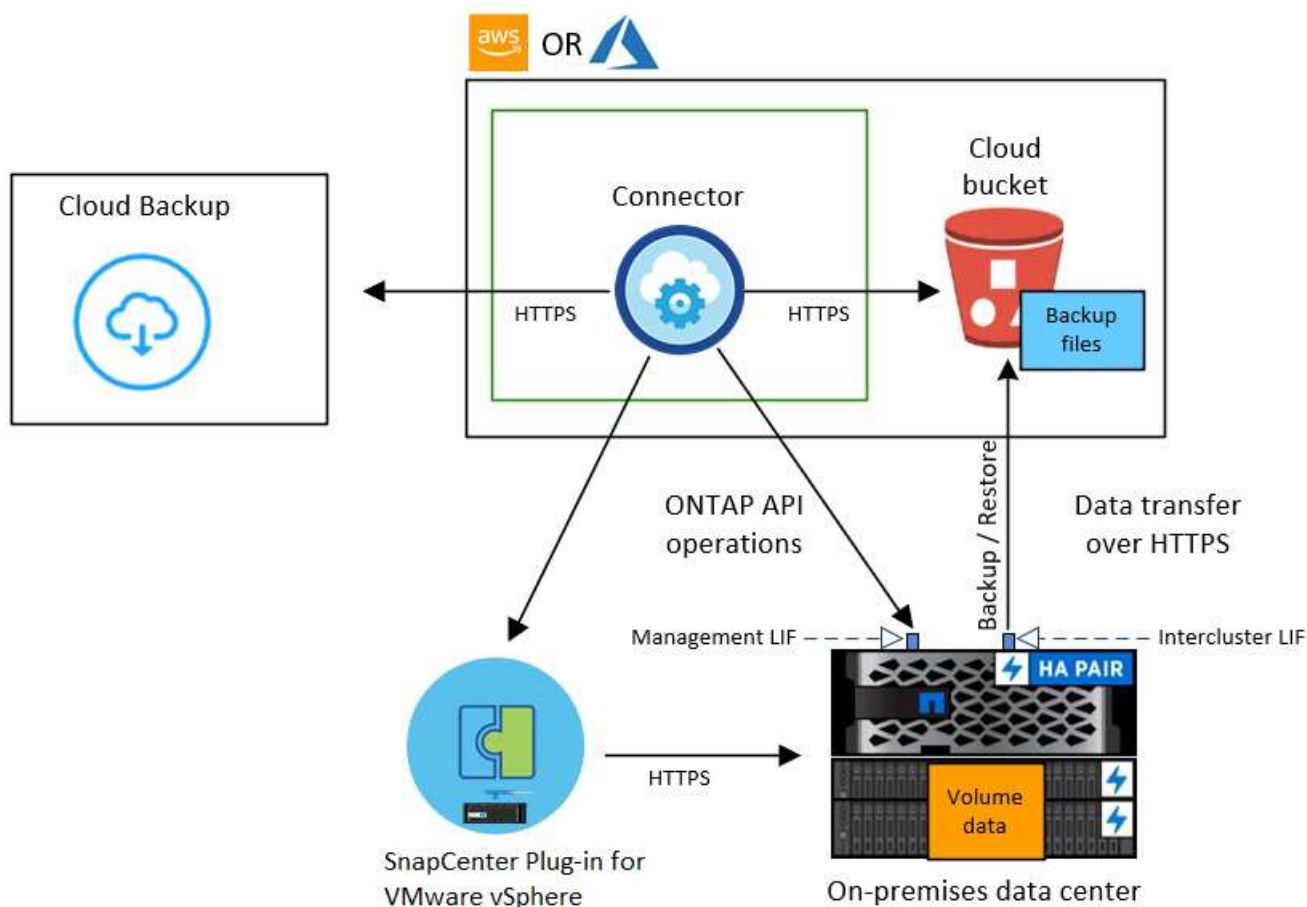 aws
OR
Cloud Backup
Connector
Cloud
bucket
HTTPS
HTTPS
Backup
files
ONTAP API
operations
Backup / Restore
Data transfer
over HTTPS
Management LIF
Intercluster LIF
HA PAIR
HTTPS
Volume
data
SnapCenter Plug-in for
VMware vSphere
On-premises data center